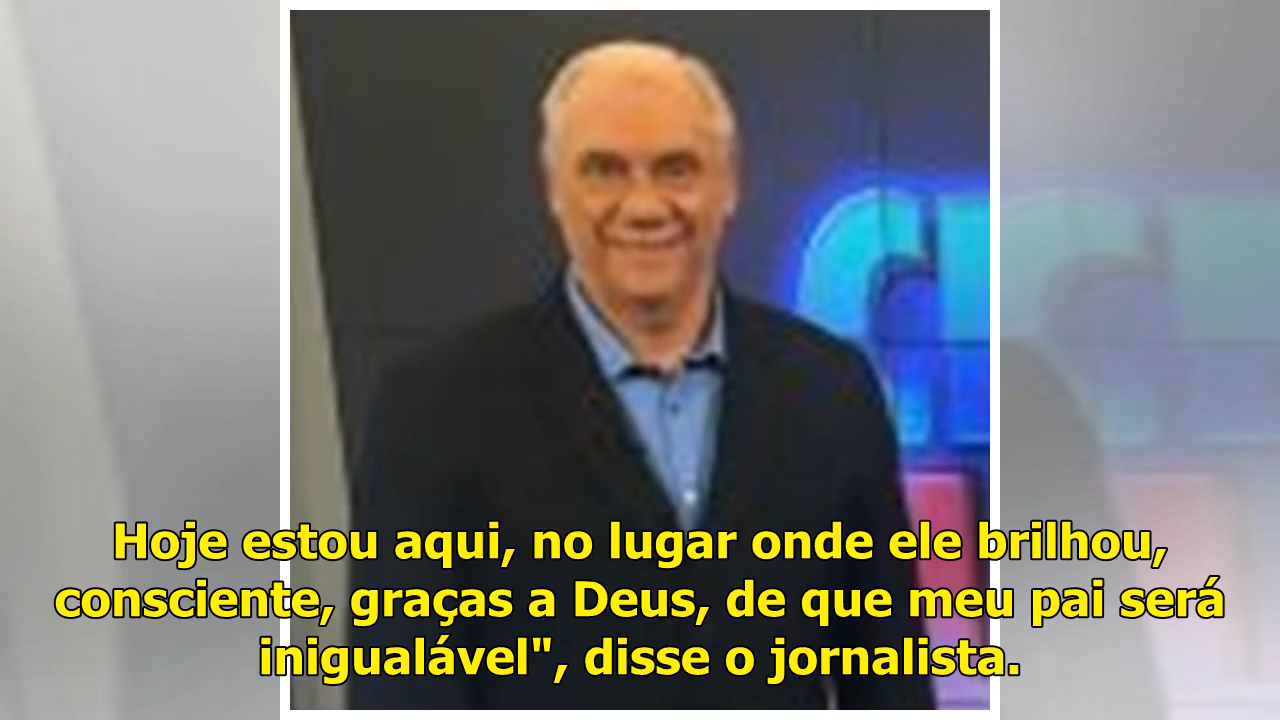 Hoje estou aqui, no lugar onde ele brilhou,
consciente, graças a Deus, de que meu pai será
inigualável", disse o jornalista.